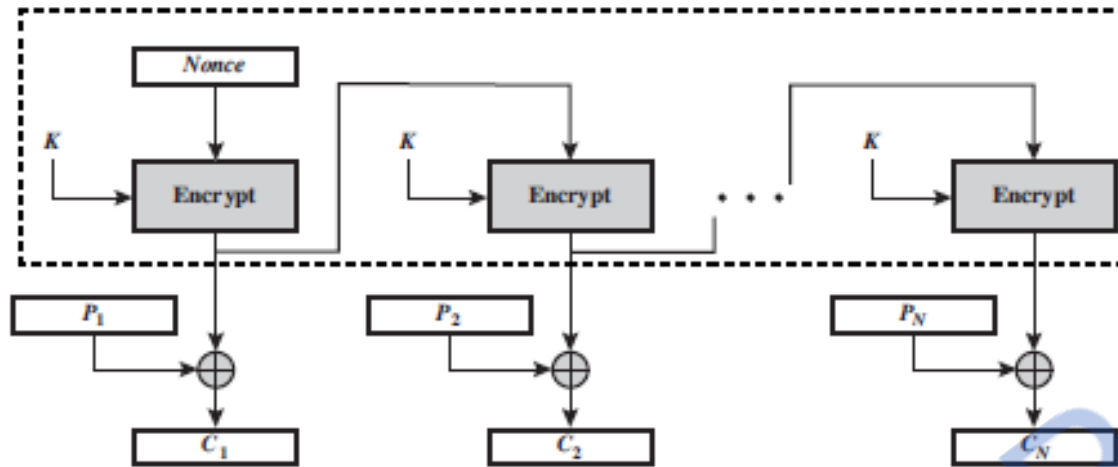 Nonce
K
K
K
Encrypt
Encrypt
• • •
Encrypt
P1
P2
PN
C1
C2
CN